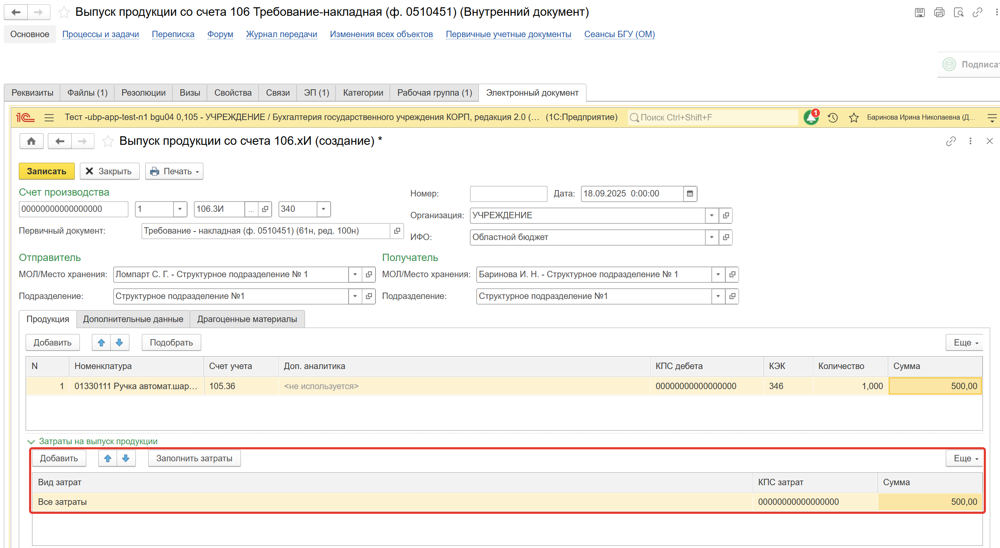 Выпуск продукции со счета 106 Требование-накладная (ф. 0510451) (Внутренний документ)
Основное Процессы и задачи Переписка Форум Журнал передачи Изменения всех объектов Первичные учетные документы Сеансы БГУ (ОМ)
Подписат
Реквизиты Файлы (1) Резолюции Визы Свойства Связи ЭП (1) Категории Рабочая группа (1) Электронный документ
1С Тест -ubp-app-test-n1 bgu04 0,105 - УЧРЕЖДЕНИЕ / Бухгалтерия государственного учреждения КОРП, редакция 2.0 (... (1С:Предприятие) Поиск Ctrl+Shift+F 1 Баринова Ирина Николаевна (Д...
Выпуск продукции со счета 106.хИ (создание) *
Записать Закрыть Печать
Счет производства
Номер: Дата: 18.09.2025 0:00:00
00000000000000000 1 106.3И ... 340
Организация: УЧРЕЖДЕНИЕ
Первичный документ: Требование - накладная (ф. 0510451) (61н, ред. 100н)
ИФО: Областной бюджет
Отправитель Получатель
МОЛ/Место хранения: Ломпарт С. Г. - Структурное подразделение № 1 МОЛ/Место хранения: Баринова И. Н. - Структурное подразделение № 1
Подразделение: Структурное подразделение №1 Подразделение: Структурное подразделение №1
Продукция Дополнительные данные Драгоценные материалы
Добавить Подобрать Еще
N Номенклатура Счет учета Доп. аналитика КПС дебета КЭК Количество Сумма
1 01330111 Ручка автомат.шар... 105.36 <не используется> 00000000000000000 346 1,000 500,00
Затраты на выпуск продукции
Добавить Заполнить затраты Еще
Вид затрат КПС затрат Сумма
Все затраты 00000000000000000 500,00